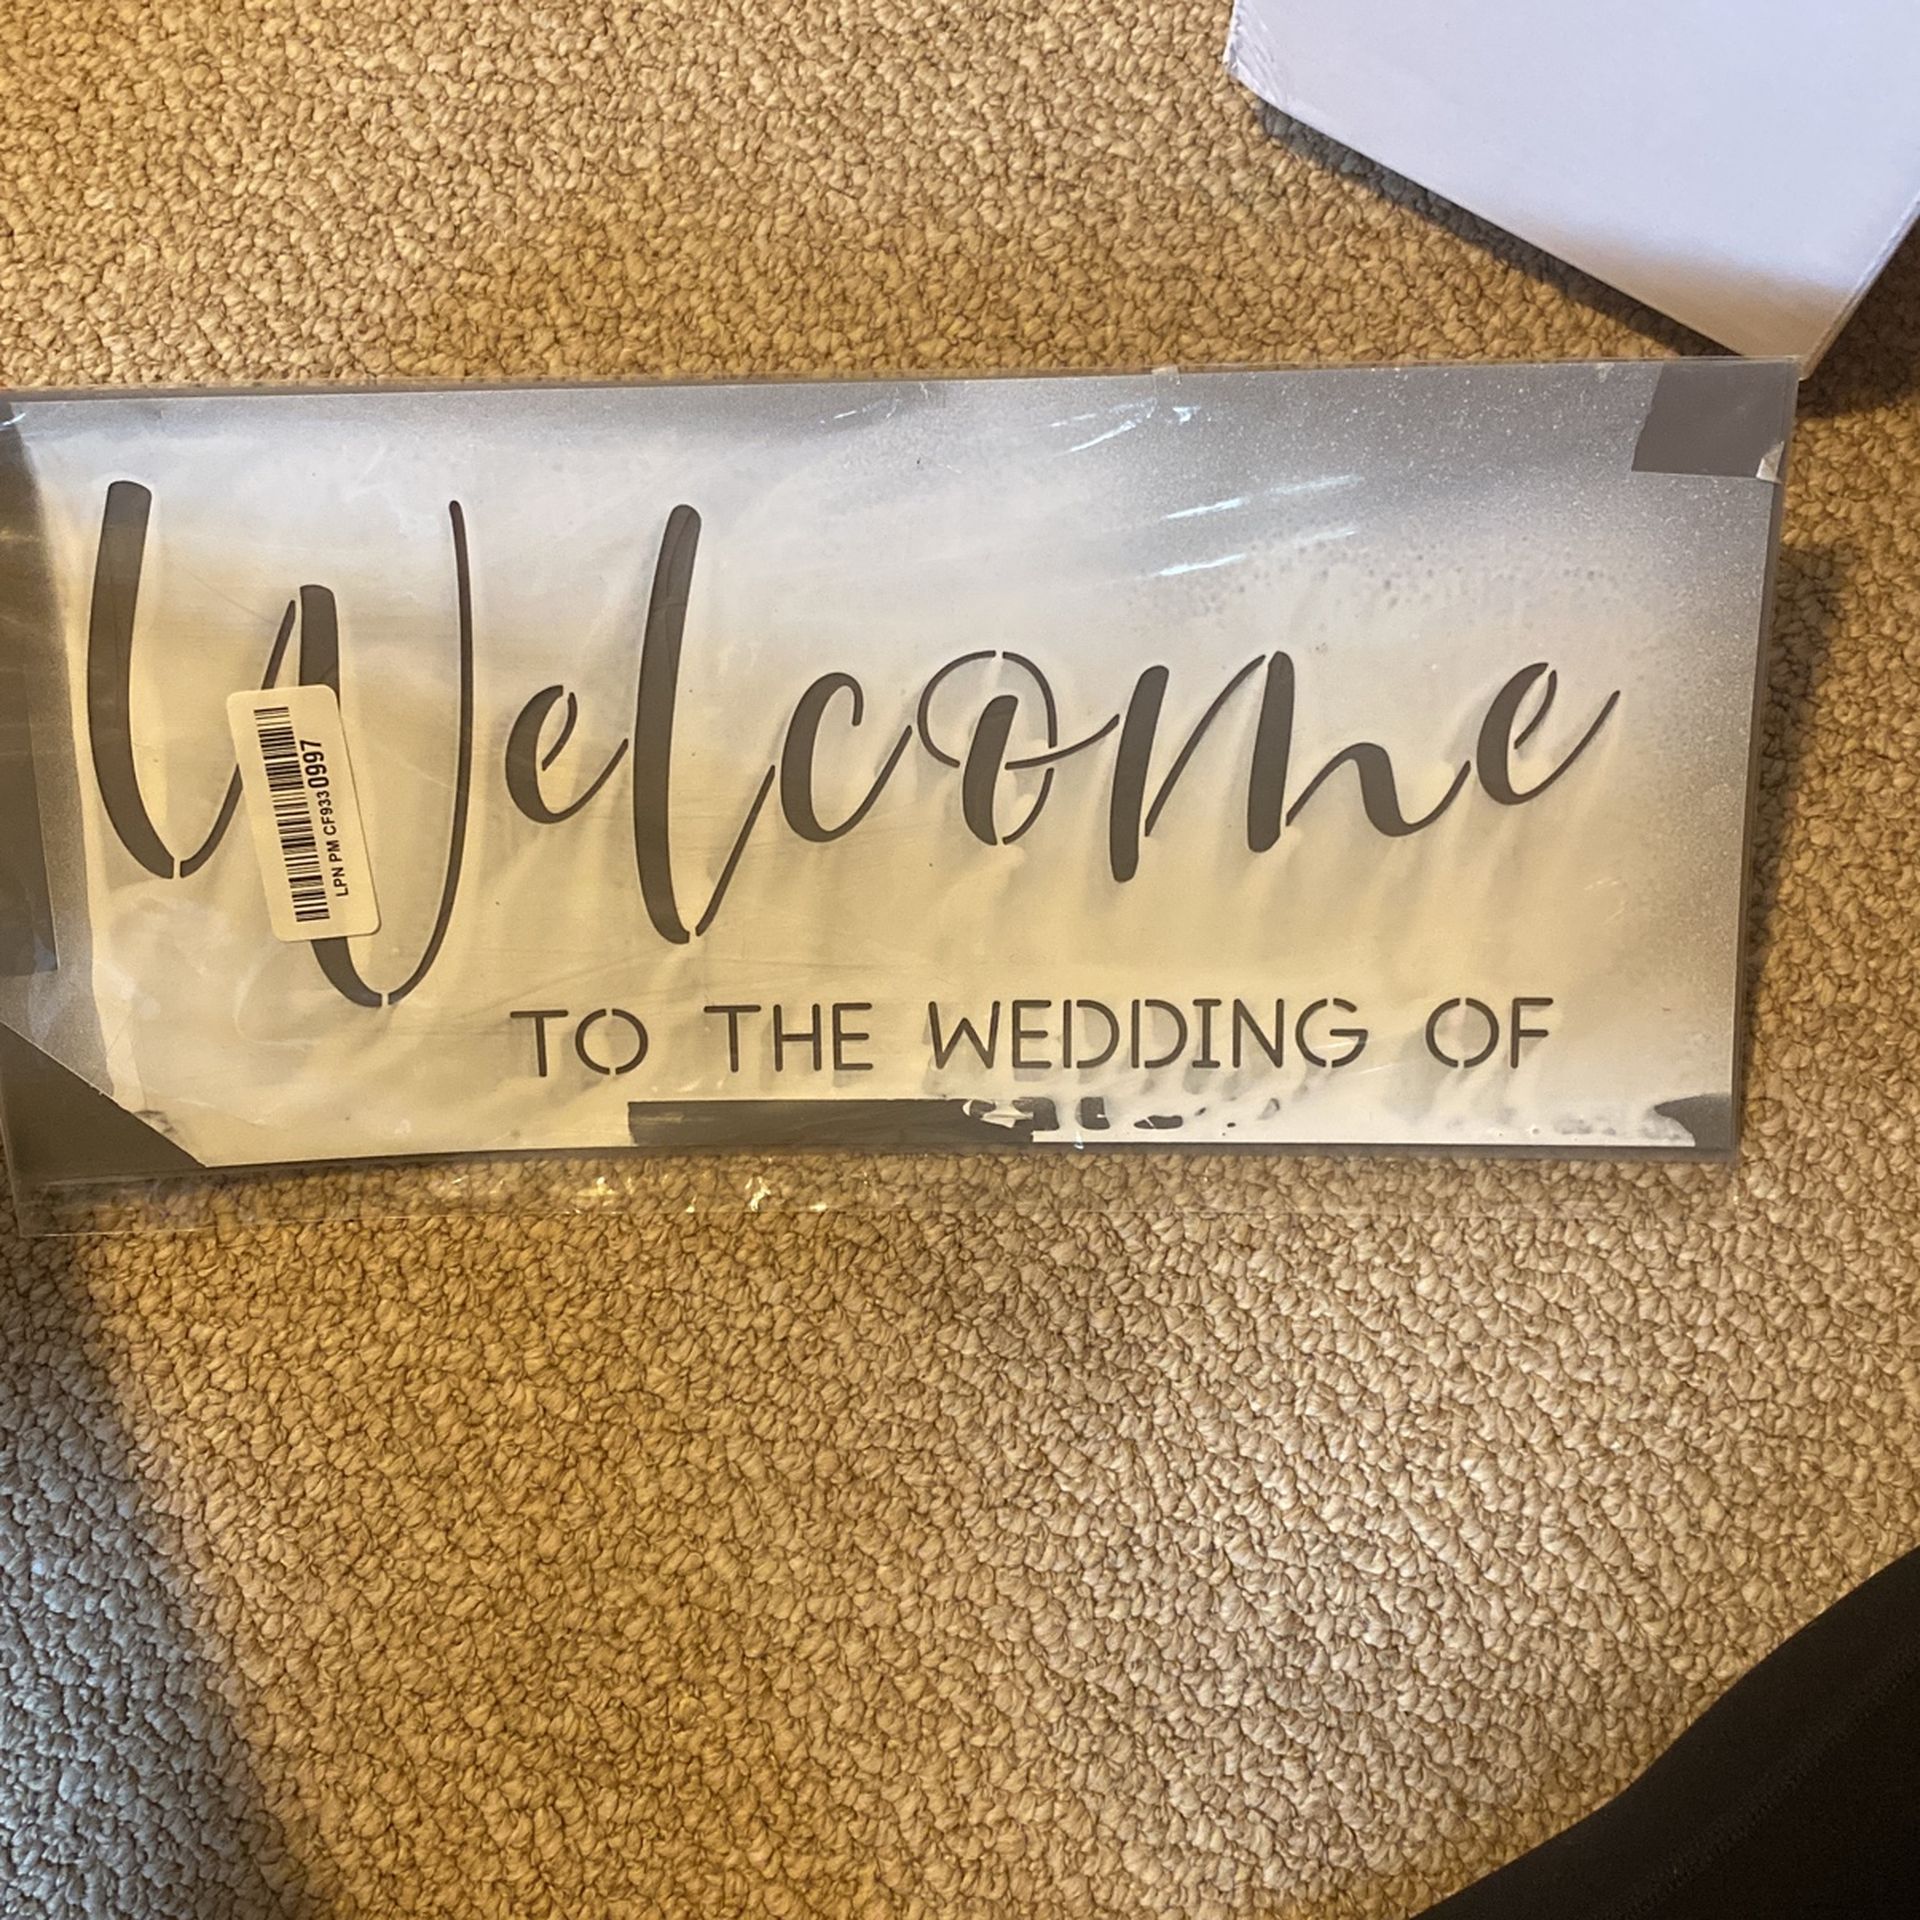 Welcome
TO THE WEDDING OF
LPN PM CF9330997